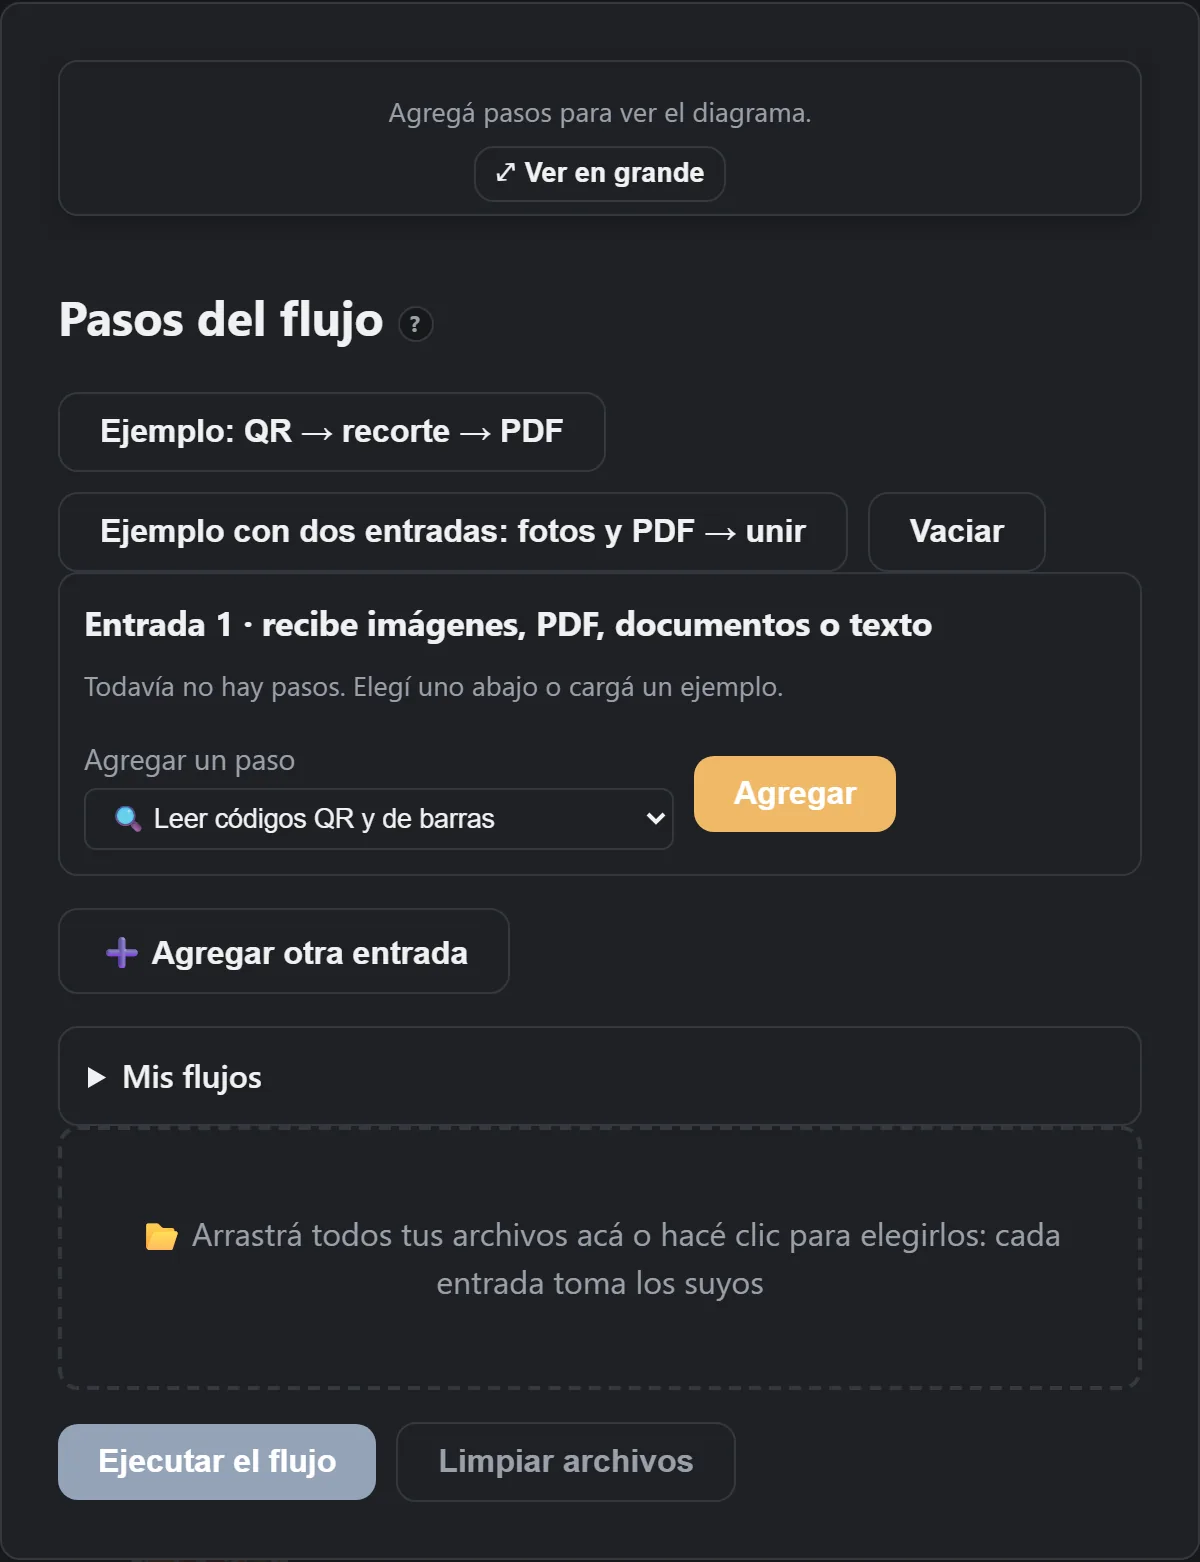 Agregá pasos para ver el diagrama.
⤢ Ver en grande
Pasos del flujo ?
Ejemplo: QR → recorte → PDF
Ejemplo con dos entradas: fotos y PDF → unir
Vaciar
Entrada 1 · recibe imágenes, PDF, documentos o texto
Todavía no hay pasos. Elegí uno abajo o cargá un ejemplo.
Agregar un paso
🔍 Leer códigos QR y de barras
Agregar
➕ Agregar otra entrada
▶ Mis flujos
📂 Arrastrá todos tus archivos acá o hacé clic para elegirlos: cada
entrada toma los suyos
Ejecutar el flujo
Limpiar archivos